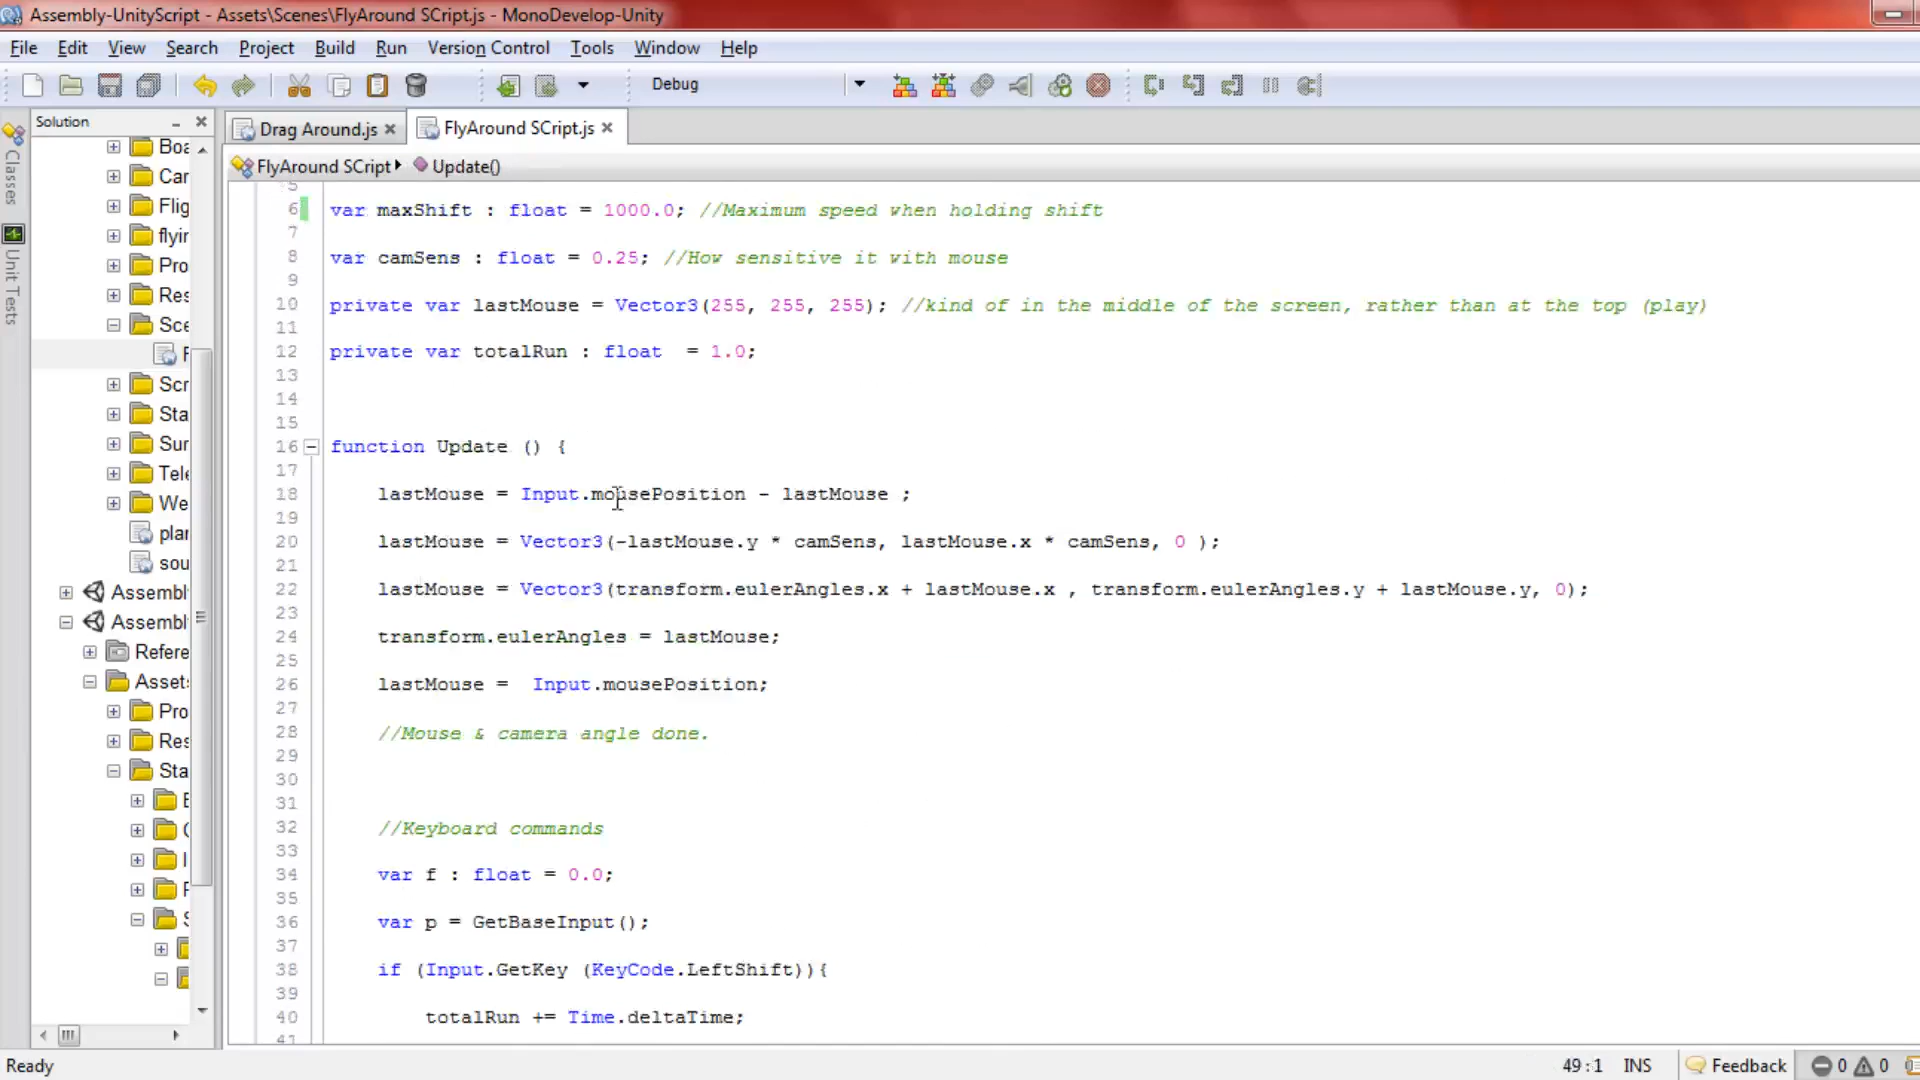 Assembly-UnityScript - Assets\Scenes\FlyAround SCript.js - MonoDevelop-Unity
File Edit View Search Project Build Run Version Control Tools Window Help
Debug
Solution
Drag Around.js
FlyAround SCript.js
FlyAround SCript
Update()
Classes
Unit Tests
Boa
Car
Flig
flyir
Pro
Res
Sce
F
Scr
Sta
Sur
Tele
We
plar
sou
Assembl
Assembl
Refere
Asset:
Pro
Res
Sta
E
C
I
F
S
5
6 var maxShift : float = 1000.0; //Maximum speed when holding shift
7
8 var camSens : float = 0.25; //How sensitive it with mouse
9
10 private var lastMouse = Vector3(255, 255, 255); //kind of in the middle of the screen, rather than at the top (play)
11
12 private var totalRun : float  = 1.0;
13
14
15
16 function Update () {
17
18 lastMouse = Input.mousePosition - lastMouse ;
19
20 lastMouse = Vector3(-lastMouse.y * camSens, lastMouse.x * camSens, 0 );
21
22 lastMouse = Vector3(transform.eulerAngles.x + lastMouse.x , transform.eulerAngles.y + lastMouse.y, 0);
23
24 transform.eulerAngles = lastMouse;
25
26 lastMouse =  Input.mousePosition;
27
28 //Mouse & camera angle done.
29
30
31
32 //Keyboard commands
33
34 var f : float = 0.0;
35
36 var p = GetBaseInput();
37
38 if (Input.GetKey (KeyCode.LeftShift)){
39
40 totalRun += Time.deltaTime;
41
Ready
49 : 1 INS Feedback 0 0